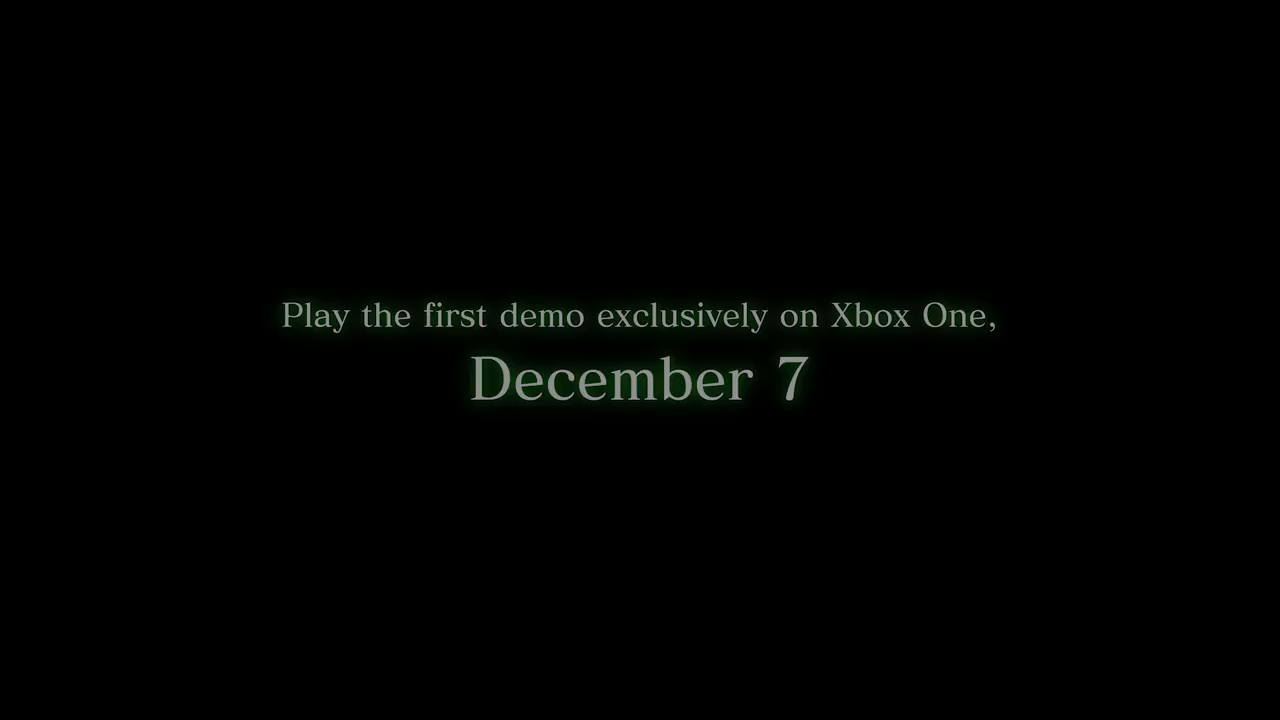 Play the first demo exclusively on Xbox One,
December 7